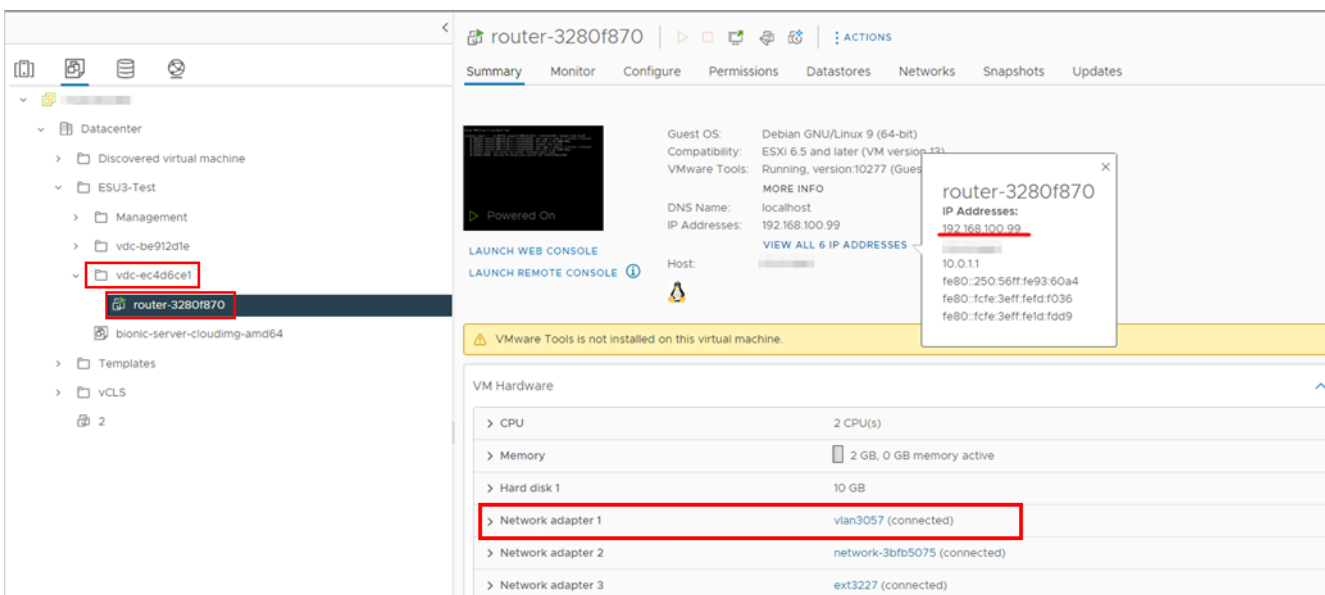 router-3280f870
ACTIONS
Summary Monitor Configure Permissions Datastores Networks Snapshots Updates
Datacenter
Discovered virtual machine
ESU3-Test
Management
vdc-be912d1e
vdc-ec4d6ce1
router-3280f870
bionic-server-cloudimg-amd64
Templates
vCLS
2
Powered On
LAUNCH WEB CONSOLE
LAUNCH REMOTE CONSOLE
Guest OS: Debian GNU/Linux 9 (64-bit)
Compatibility: ESXi 6.5 and later (VM version 13)
VMware Tools: Running, version:10277 (Gues
MORE INFO
DNS Name: localhost
IP Addresses: 192.168.100.99
VIEW ALL 6 IP ADDRESSES
Host:
router-3280f870
IP Addresses:
192.168.100.99
10.0.1.1
fe80::250:56ff:fe93:60a4
fe80::fcfe:3eff:fefd:f036
fe80::fcfe:3eff:fe1d:fdd9
VMware Tools is not installed on this virtual machine.
VM Hardware
CPU 2 CPU(s)
Memory 2 GB, 0 GB memory active
Hard disk 1 10 GB
Network adapter 1 vlan3057 (connected)
Network adapter 2 network-3bfb5075 (connected)
Network adapter 3 ext3227 (connected)